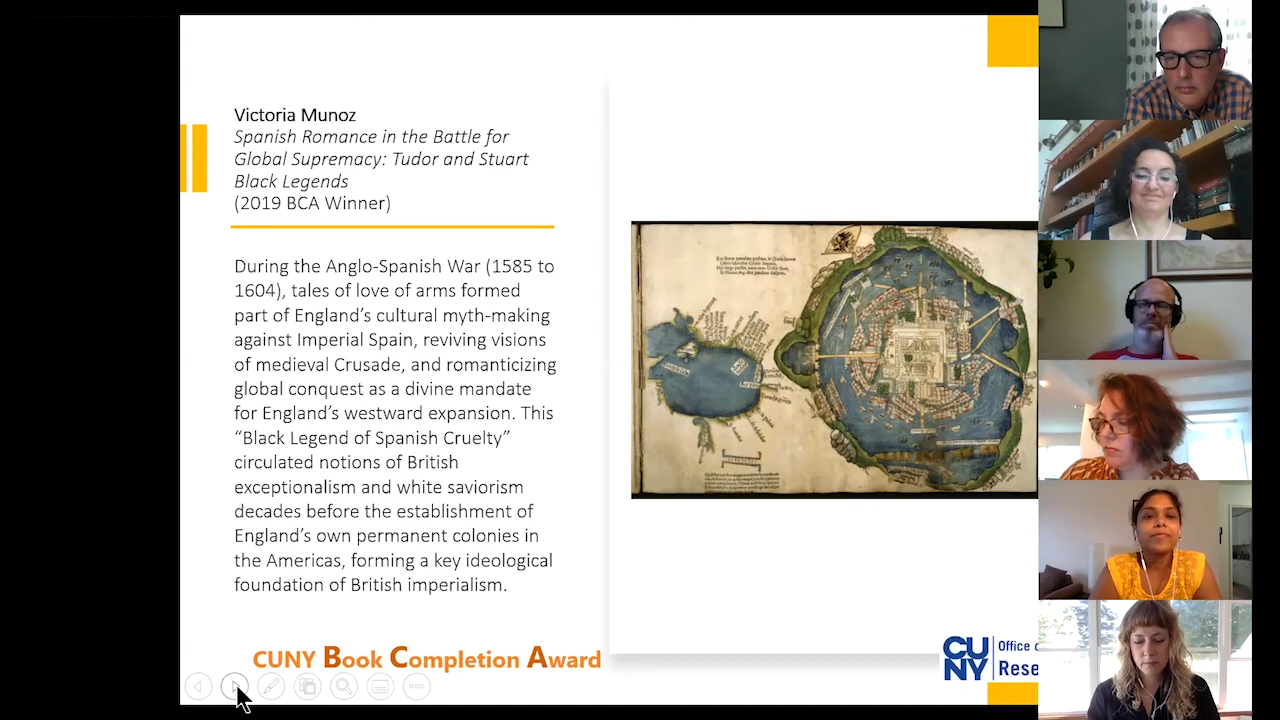 Victoria Munoz
Spanish Romance in the Battle for
Global Supremacy: Tudor and Stuart
Black Legends
(2019 BCA Winner)
During the Anglo-Spanish War (1585 to
1604), tales of love of arms formed
part of England’s cultural myth-making
against Imperial Spain, reviving visions
of medieval Crusade, and romanticizing
global conquest as a divine mandate
for England’s westward expansion. This
“Black Legend of Spanish Cruelty”
circulated notions of British
exceptionalism and white saviorism
decades before the establishment of
England’s own permanent colonies in
the Americas, forming a key ideological
foundation of British imperialism.
CUNY Book Completion Award
CU
NY
Office
Rese